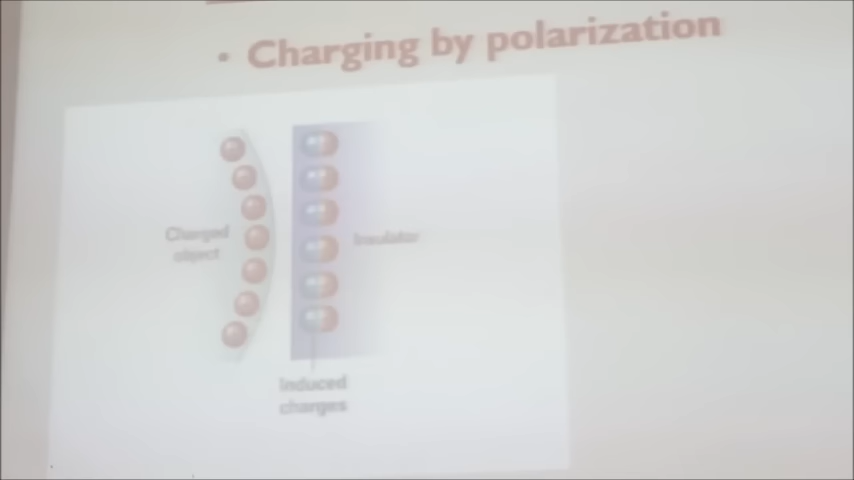 • Charging by polarization
Charged
object
Insulator
Induced
charges